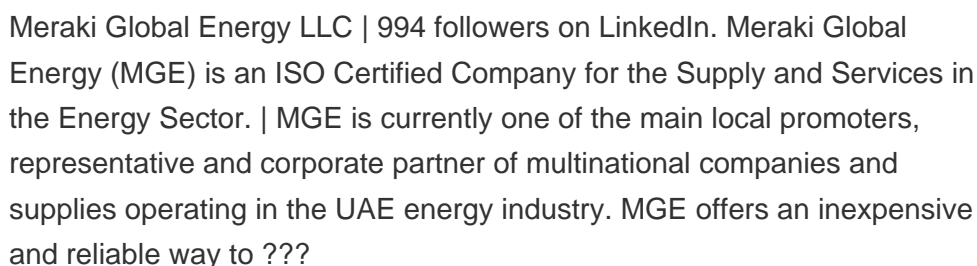 Meraki Global Energy LLC | 994 followers on LinkedIn. Meraki Global
Energy (MGE) is an ISO Certified Company for the Supply and Services in
the Energy Sector. | MGE is currently one of the main local promoters,
representative and corporate partner of multinational companies and
supplies operating in the UAE energy industry. MGE offers an inexpensive
and reliable way to ???